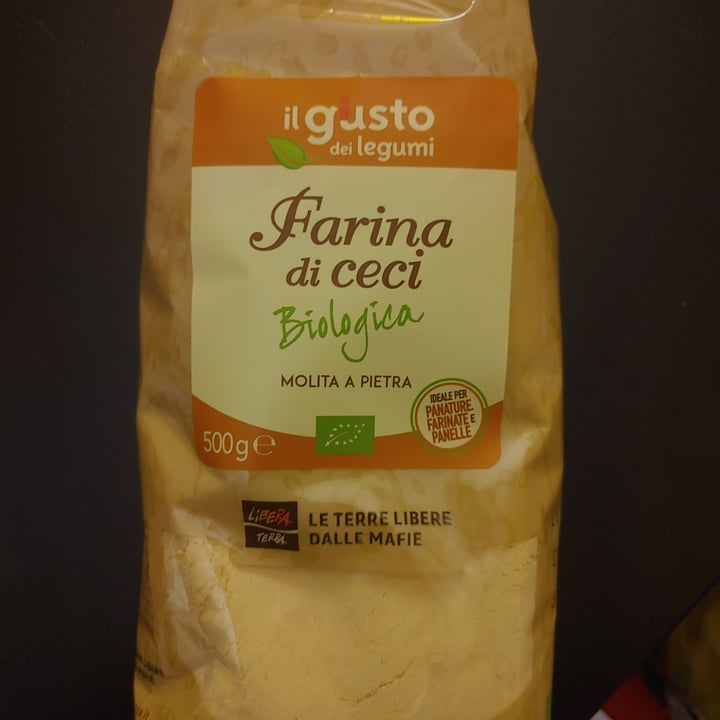 il gusto
dei legumi
Farina
di ceci
Biologica
MOLITA A PIETRA
IDEALE PER
PANATURE,
FARINATE E
PANELLE
500 g ℮
LIBERA
TERRA
LE TERRE LIBERE
DALLE MAFIE